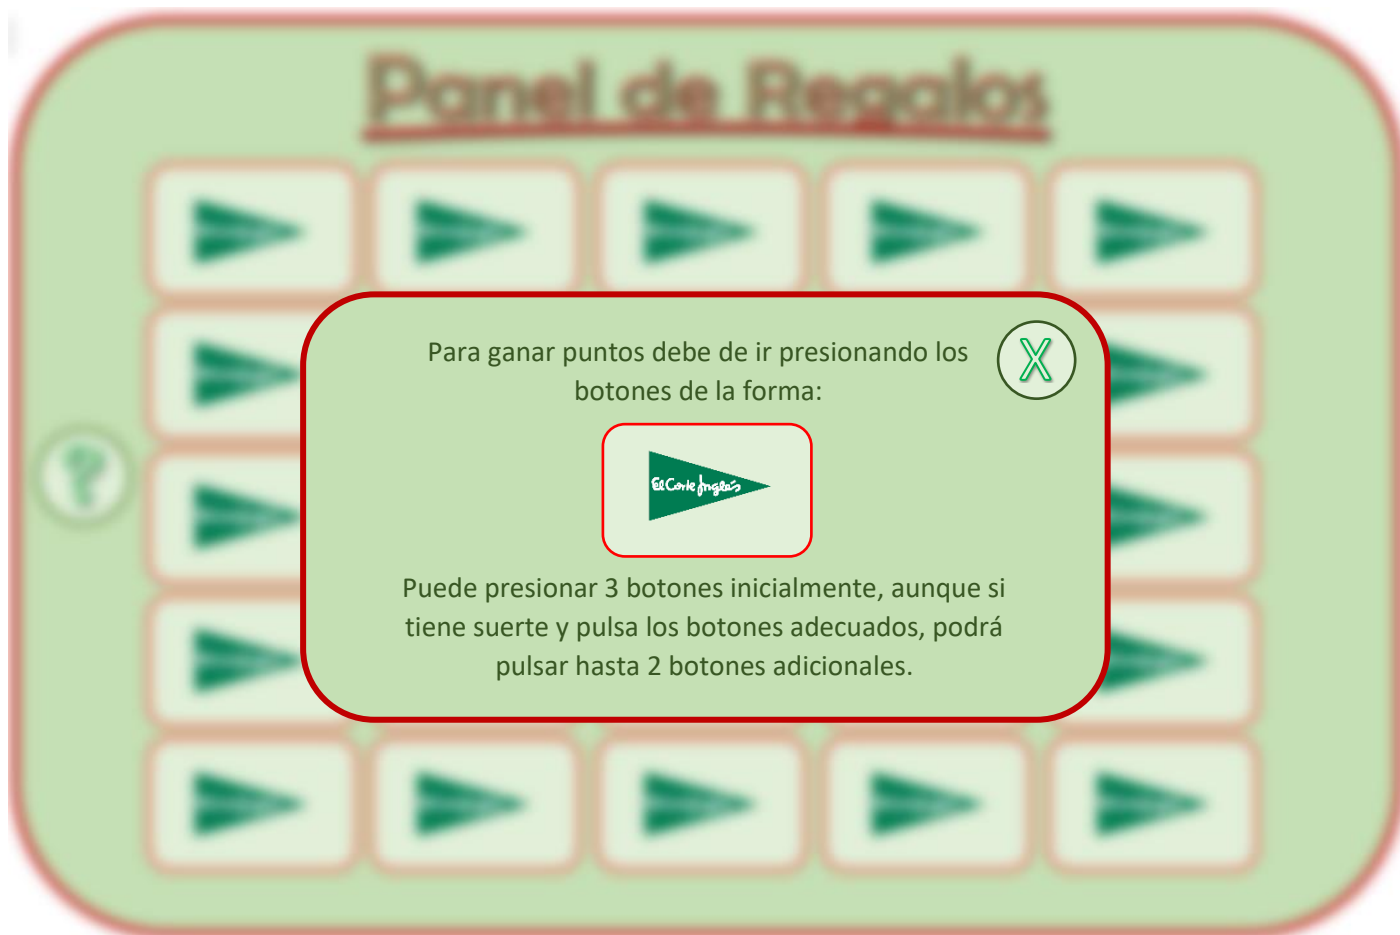 Panel de Regalos
Para ganar puntos debe de ir presionando los
X
botones de la forma:
El Corte Inglés
Puede presionar 3 botones inicialmente, aunque si
tiene suerte y pulsa los botones adecuados, podrá
pulsar hasta 2 botones adicionales.
?